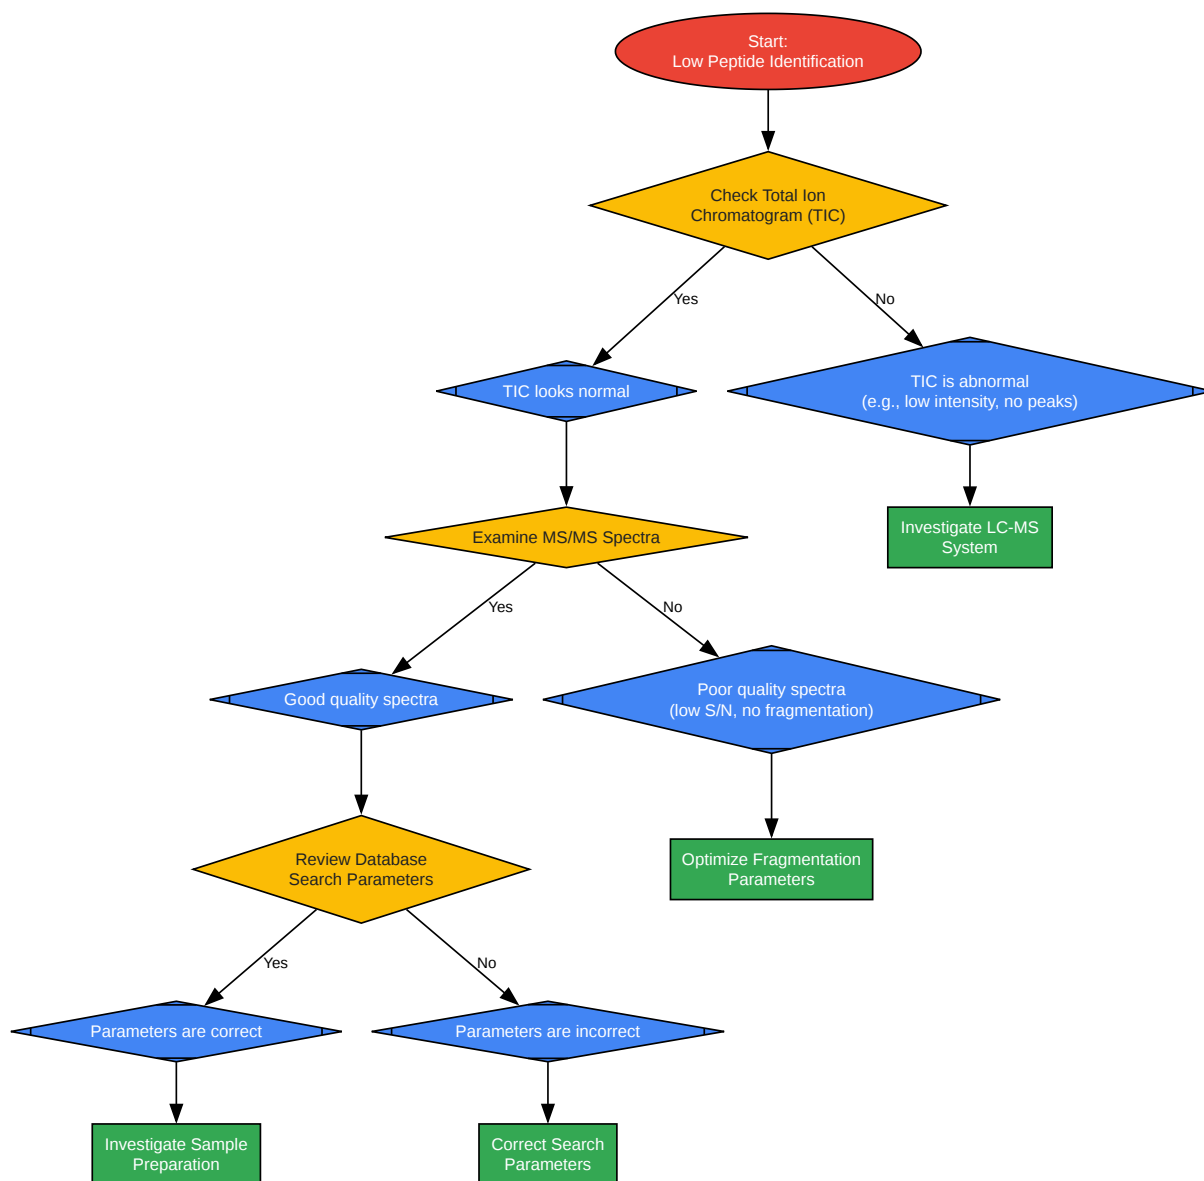 Start:
Low Peptide Identification
Check Total Ion
Chromatogram (TIC)
Yes
No
TIC looks normal
TIC is abnormal
(e.g., low intensity, no peaks)
Examine MS/MS Spectra
Investigate LC-MS
System
Yes
No
Good quality spectra
Poor quality spectra
(low S/N, no fragmentation)
Review Database
Search Parameters
Optimize Fragmentation
Parameters
Yes
No
Parameters are correct
Parameters are incorrect
Investigate Sample
Preparation
Correct Search
Parameters